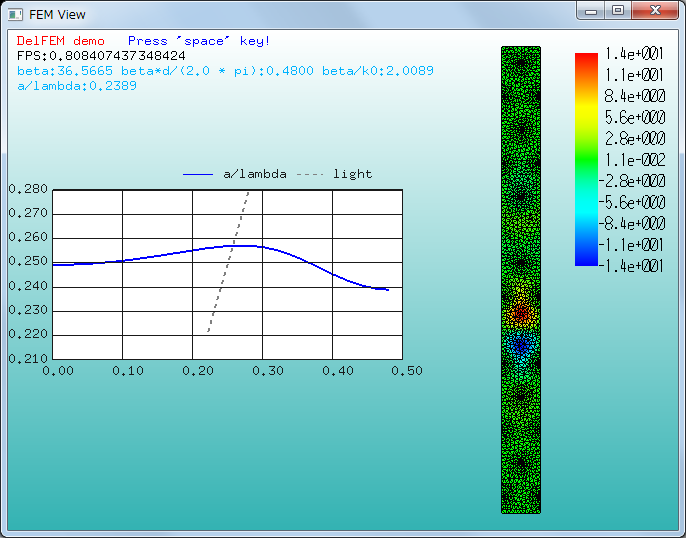 FEM View
DelFEM demo Press 'space' key!
FPS:0.808407437348424
beta:36.5665 beta*d/(2.0 * pi):0.4800 beta/k0:2.0089
a/lambda:0.2389
a/lambda light
0.280
0.270
0.260
0.250
0.240
0.230
0.220
0.210
0.00 0.10 0.20 0.30 0.40 0.50
1.4e+001
1.1e+001
8.4e+000
5.6e+000
2.8e+000
1.1e-002
-2.8e+000
-5.6e+000
-8.4e+000
-1.1e+001
-1.4e+001